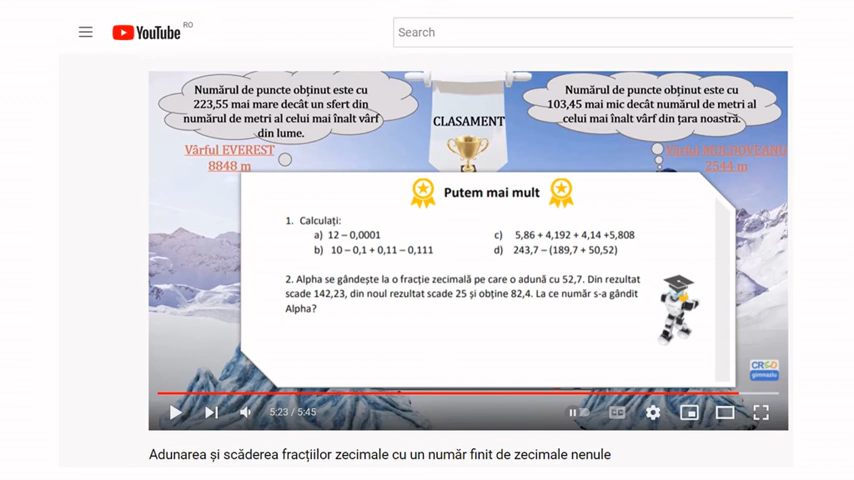 YouTube RO
Search
Numărul de puncte obținut este cu
223,55 mai mare decât un sfert din
numărul de metri al celui mai înalt vârf
din lume.
Vârful EVEREST
8848 m
CLASAMENT
Numărul de puncte obținut este cu
103,45 mai mic decât numărul de metri al
celui mai înalt vârf din țara noastră.
Vârful MOLDOVEANU
2544 m
Putem mai mult
1. Calculați:
a) 12 – 0,0001
b) 10 – 0,1 + 0,11 – 0,111
c) 5,86 + 4,192 + 4,14 +5,808
d) 243,7 – (189,7 + 50,52)
2. Alpha se gândește la o fracție zecimală pe care o adună cu 52,7. Din rezultat
scade 142,23, din noul rezultat scade 25 și obține 82,4. La ce număr s-a gândit
Alpha?
CRED
gimnaziu
5:23 / 5:45
CC
Adunarea și scăderea fracțiilor zecimale cu un număr finit de zecimale nenule